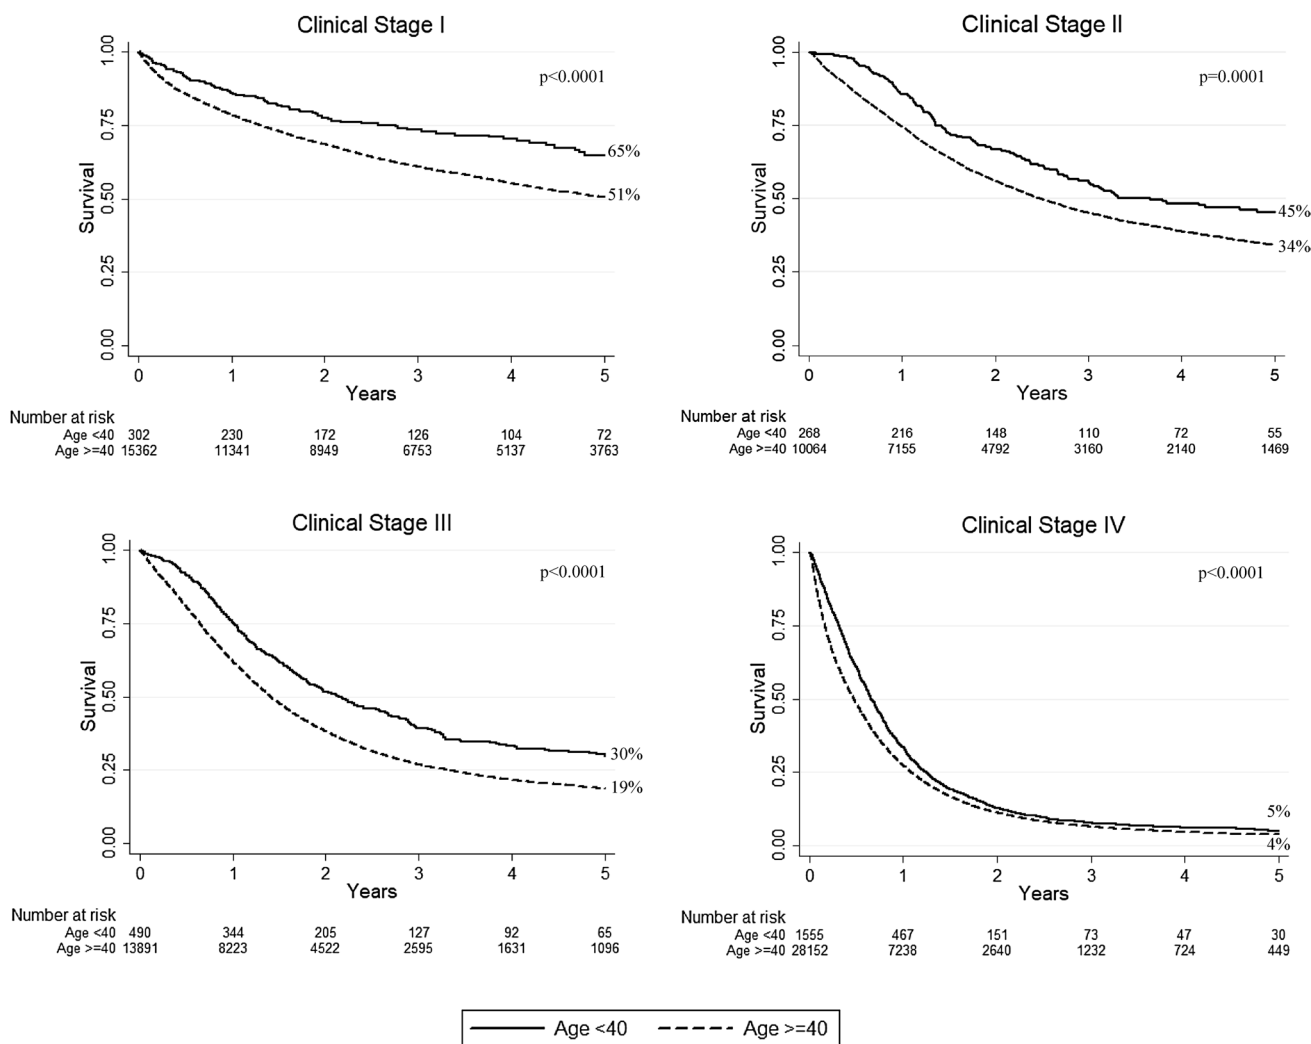 Clinical Stage I
p<0.0001
1.00
0.75
0.50
0.25
0.00
Survival
65%
51%
0 1 2 3 4 5
Years
Number at risk
Age <40 302 230 172 126 104 72
Age >=40 15362 11341 8949 6753 5137 3763
Clinical Stage II
p=0.0001
1.00
0.75
0.50
0.25
0.00
Survival
45%
34%
0 1 2 3 4 5
Years
Number at risk
Age <40 268 216 148 110 72 55
Age >=40 10064 7155 4792 3160 2140 1469
Clinical Stage III
p<0.0001
1.00
0.75
0.50
0.25
0.00
Survival
30%
19%
0 1 2 3 4 5
Years
Number at risk
Age <40 490 344 205 127 92 65
Age >=40 13891 8223 4522 2595 1631 1096
Clinical Stage IV
p<0.0001
1.00
0.75
0.50
0.25
0.00
Survival
5%
4%
0 1 2 3 4 5
Years
Number at risk
Age <40 1555 467 151 73 47 30
Age >=40 28152 7238 2640 1232 724 449
Age <40 Age >=40